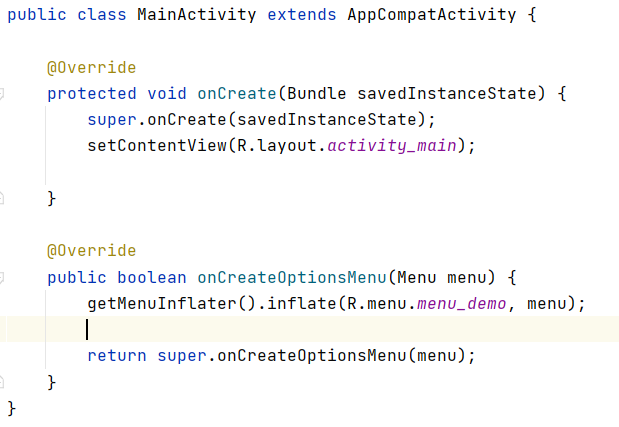 public class MainActivity extends AppCompatActivity {
@Override
protected void onCreate(Bundle savedInstanceState) {
super.onCreate(savedInstanceState);
setContentView(R.layout.activity_main);
}
@Override
public boolean onCreateOptionsMenu(Menu menu) {
getMenuInflater().inflate(R.menu.menu_demo, menu);
return super.onCreateOptionsMenu(menu);
}
}